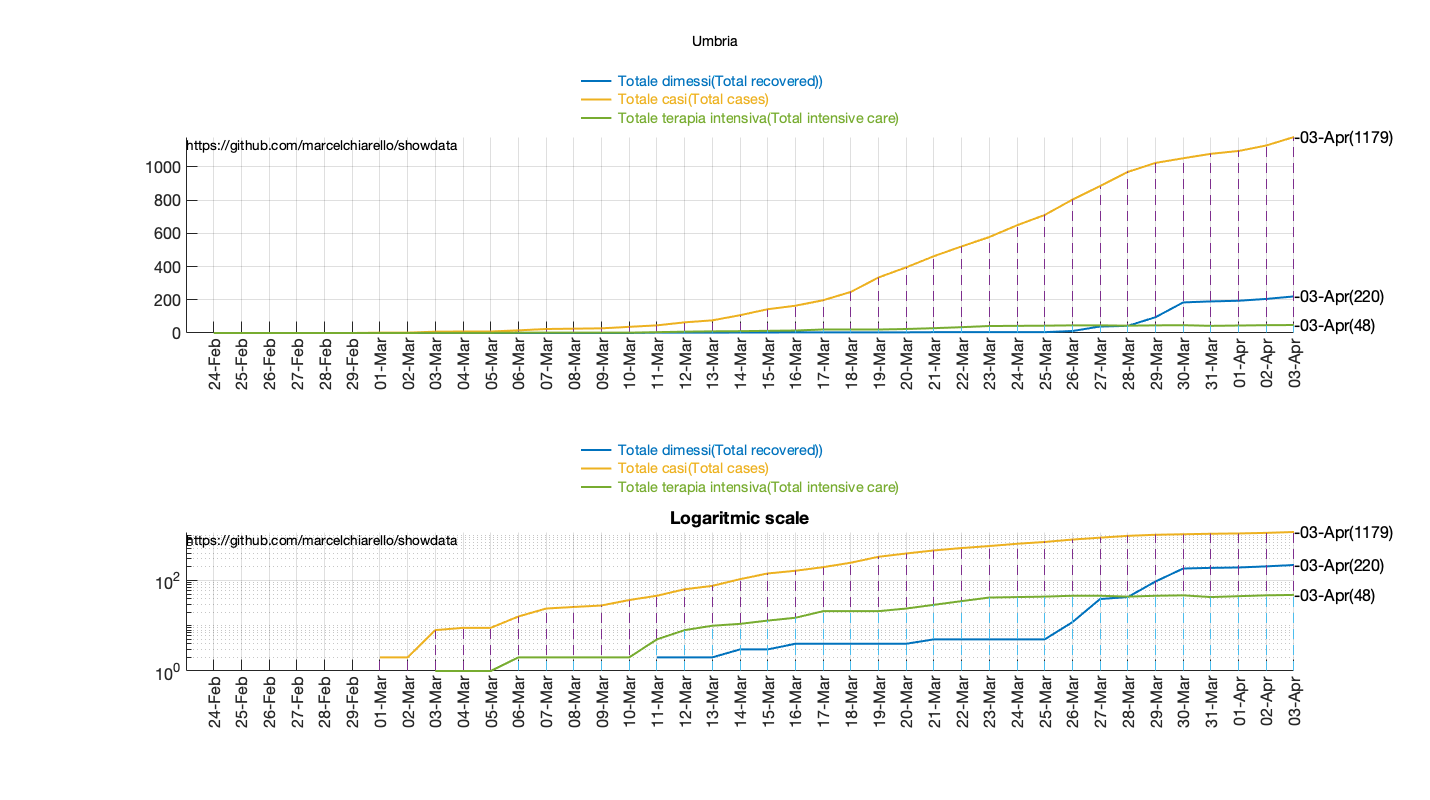 Umbria
Totale dimessi(Total recovered))
Totale casi(Total cases)
Totale terapia intensiva(Total intensive care)
https://github.com/marcelchiarello/showdata
-03-Apr(1179)
1000
800
600
400
200
0
-03-Apr(220)
-03-Apr(48)
24-Feb 25-Feb 26-Feb 27-Feb 28-Feb 29-Feb 01-Mar 02-Mar 03-Mar 04-Mar 05-Mar 06-Mar 07-Mar 08-Mar 09-Mar 10-Mar 11-Mar 12-Mar 13-Mar 14-Mar 15-Mar 16-Mar 17-Mar 18-Mar 19-Mar 20-Mar 21-Mar 22-Mar 23-Mar 24-Mar 25-Mar 26-Mar 27-Mar 28-Mar 29-Mar 30-Mar 31-Mar 01-Apr 02-Apr 03-Apr
Totale dimessi(Total recovered))
Totale casi(Total cases)
Totale terapia intensiva(Total intensive care)
Logaritmic scale
https://github.com/marcelchiarello/showdata
-03-Apr(1179)
-03-Apr(220)
-03-Apr(48)
10^2
10^0
24-Feb 25-Feb 26-Feb 27-Feb 28-Feb 29-Feb 01-Mar 02-Mar 03-Mar 04-Mar 05-Mar 06-Mar 07-Mar 08-Mar 09-Mar 10-Mar 11-Mar 12-Mar 13-Mar 14-Mar 15-Mar 16-Mar 17-Mar 18-Mar 19-Mar 20-Mar 21-Mar 22-Mar 23-Mar 24-Mar 25-Mar 26-Mar 27-Mar 28-Mar 29-Mar 30-Mar 31-Mar 01-Apr 02-Apr 03-Apr